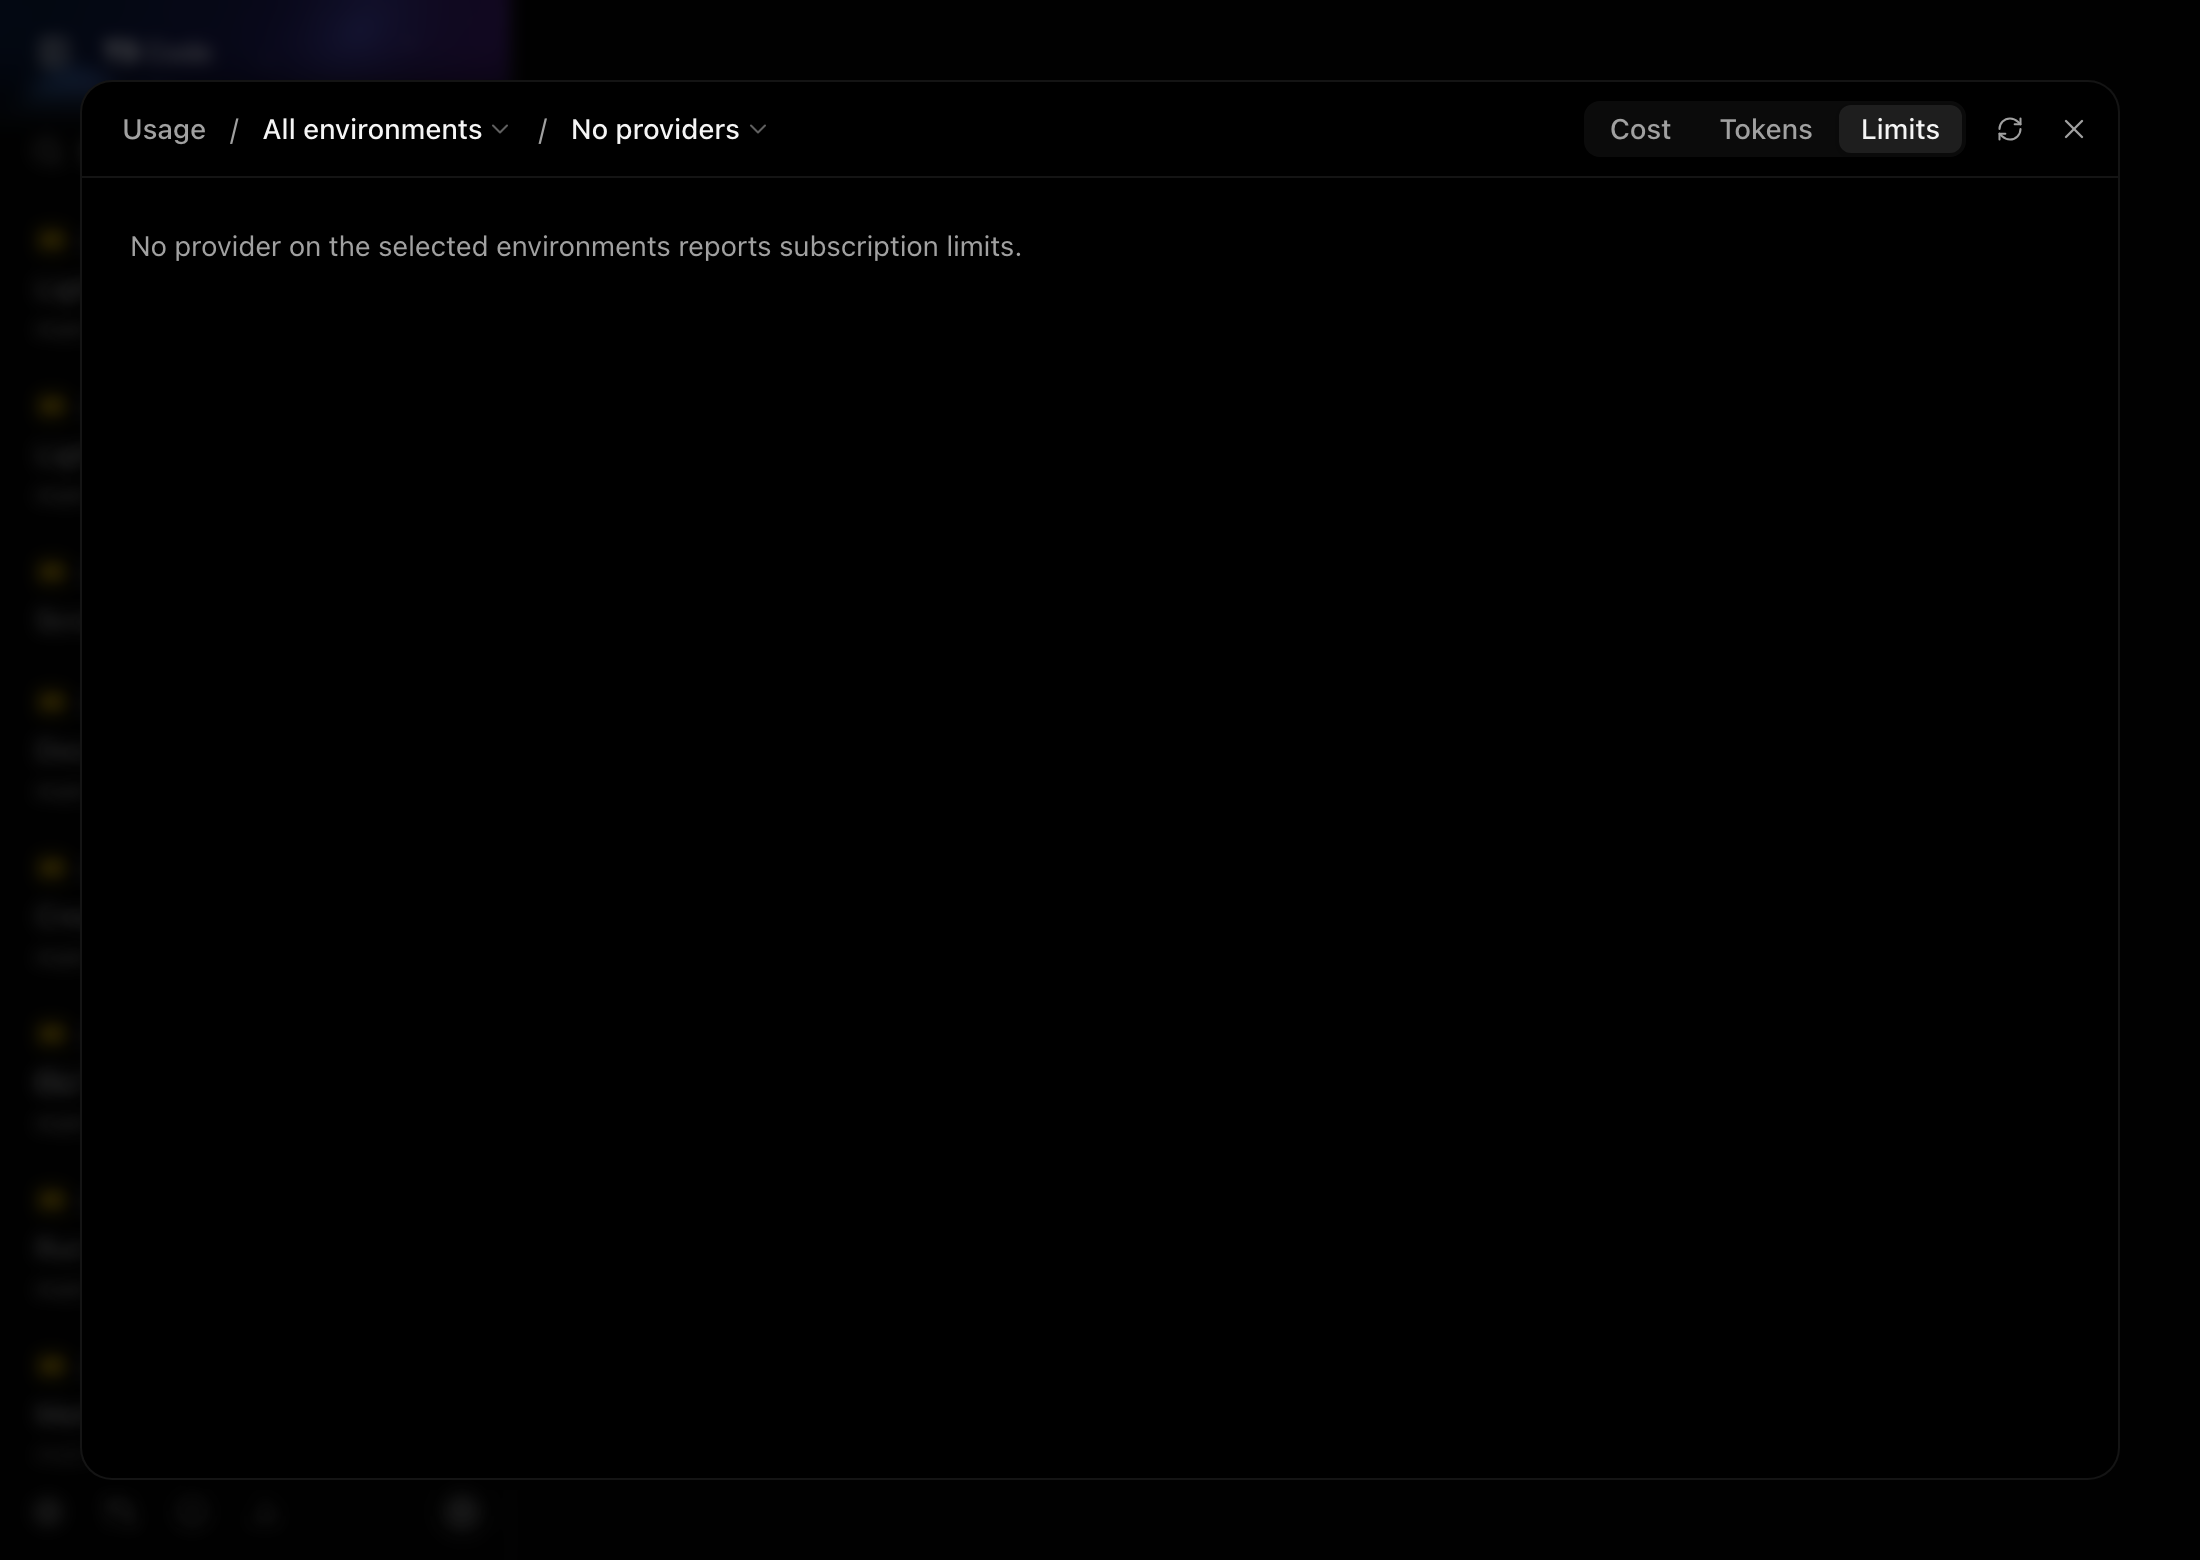 Usage / All environments / No providers
Cost Tokens Limits
No provider on the selected environments reports subscription limits.